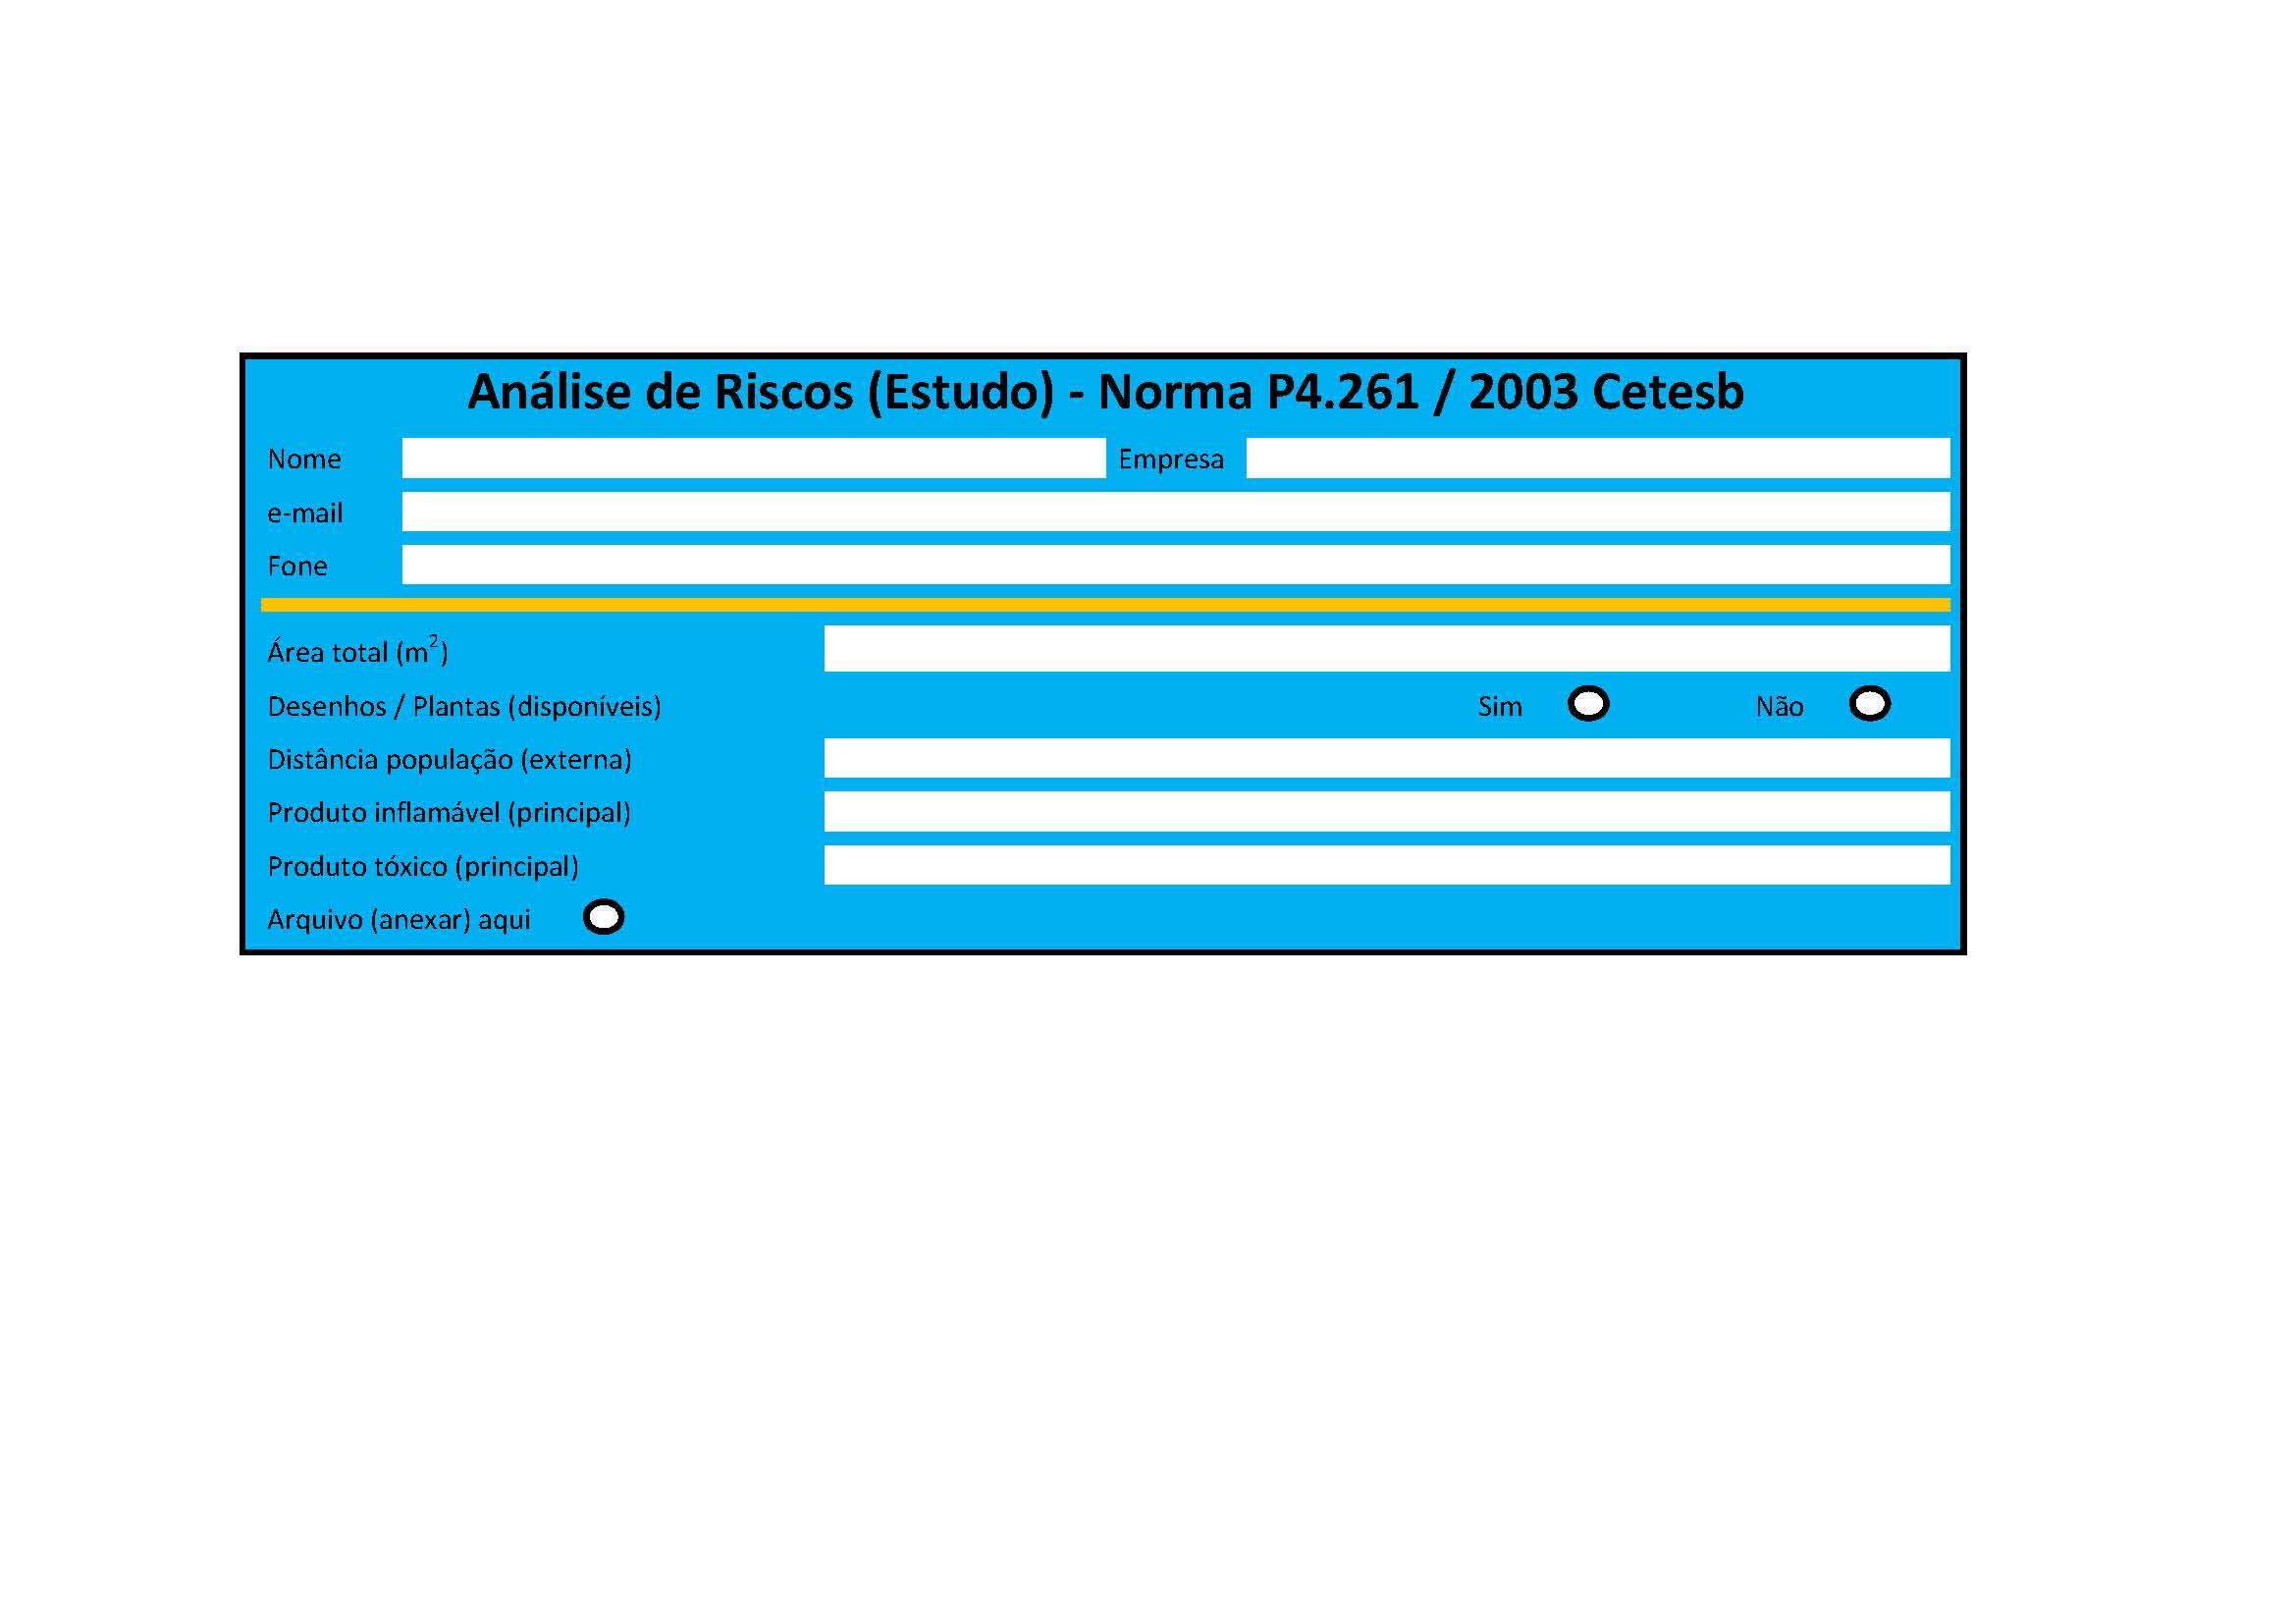 Análise de Riscos (Estudo) - Norma P4.261 / 2003 Cetesb
Nome Empresa
e-mail
Fone
Área total (m²)
Desenhos / Plantas (disponíveis) Sim Não
Distância população (externa)
Produto inflamável (principal)
Produto tóxico (principal)
Arquivo (anexar) aqui